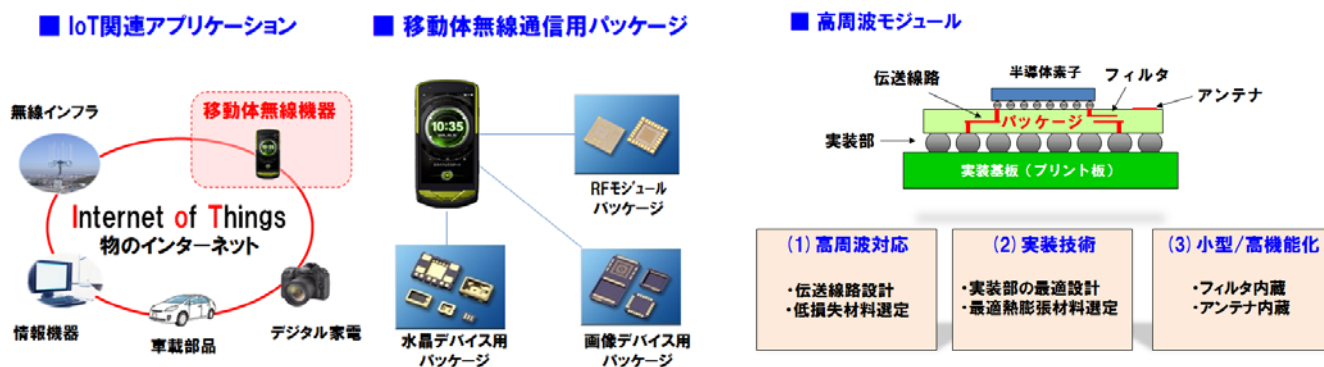 ■ IoT関連アプリケーション
無線インフラ
移動体無線機器
Internet of Things
物のインターネット
情報機器
車載部品
デジタル家電
■ 移動体無線通信用パッケージ
10:35
RFモジュール
パッケージ
水晶デバイス用
パッケージ
画像デバイス用
パッケージ
■ 高周波モジュール
伝送線路
半導体素子
フィルタ
アンテナ
パッケージ
実装部
実装基板(プリント板)
(1)高周波対応
・伝送線路設計
・低損失材料選定
(2)実装技術
・実装部の最適設計
・最適熱膨張材料選定
(3)小型/高機能化
・フィルタ内蔵
・アンテナ内蔵